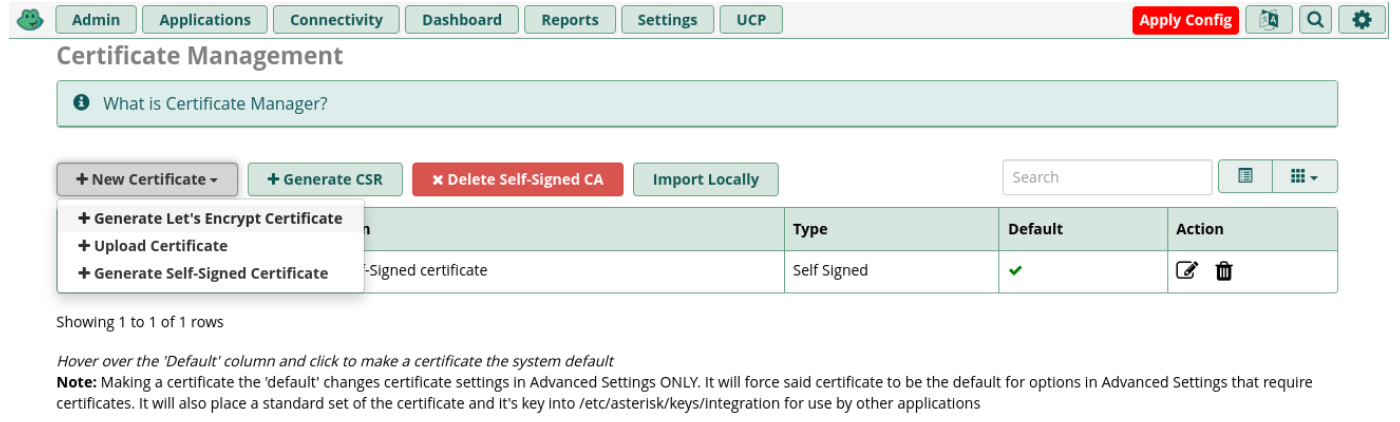 Admin Applications Connectivity Dashboard Reports Settings UCP Apply Config
Certificate Management
What is Certificate Manager?
New Certificate Generate CSR Delete Self-Signed CA Import Locally Search
Generate Let's Encrypt Certificate
Upload Certificate
Generate Self-Signed Certificate
Type Default Action
-Signed certificate Self Signed
Showing 1 to 1 of 1 rows
Hover over the 'Default' column and click to make a certificate the system default
Note: Making a certificate the 'default' changes certificate settings in Advanced Settings ONLY. It will force said certificate to be the default for options in Advanced Settings that require
certificates. It will also place a standard set of the certificate and it's key into /etc/asterisk/keys/integration for use by other applications